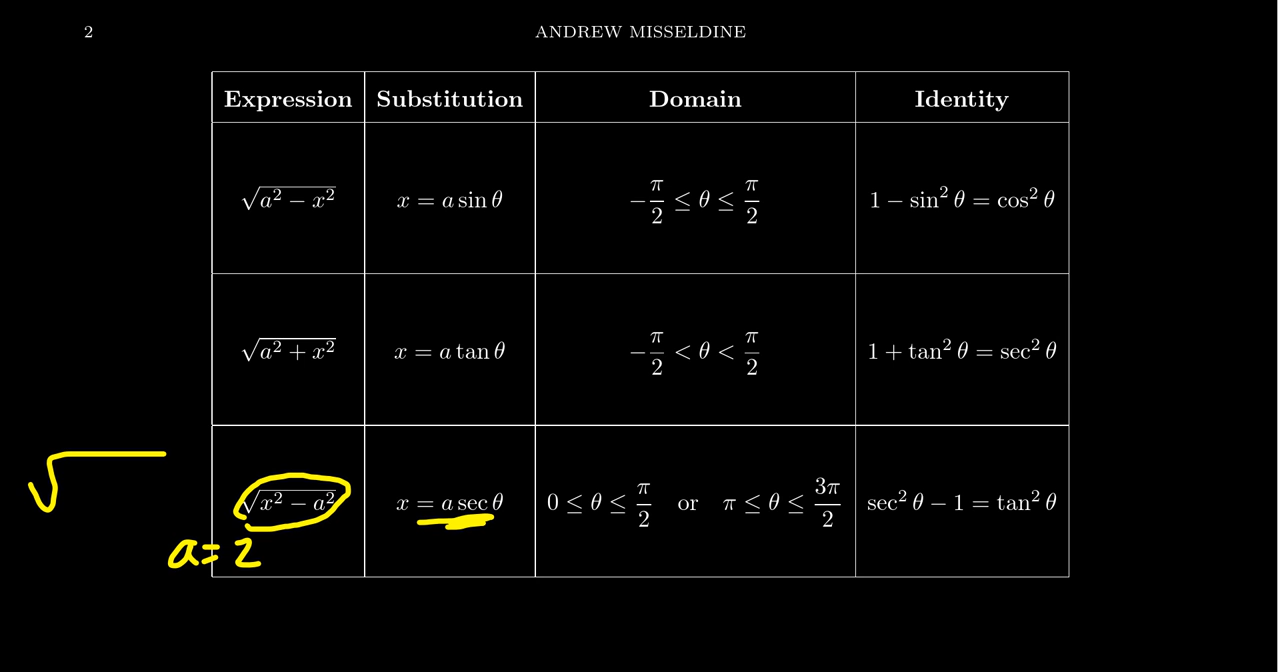 2 ANDREW MISSELDINE
Expression Substitution Domain Identity
√(a² − x²) x = a sin θ −π/2 ≤ θ ≤ π/2 1 − sin² θ = cos² θ
√(a² + x²) x = a tan θ −π/2 < θ < π/2 1 + tan² θ = sec² θ
√
√(x² − a²) x = a sec θ 0 ≤ θ ≤ π/2 or π ≤ θ ≤ 3π/2 sec² θ − 1 = tan² θ
a = 2